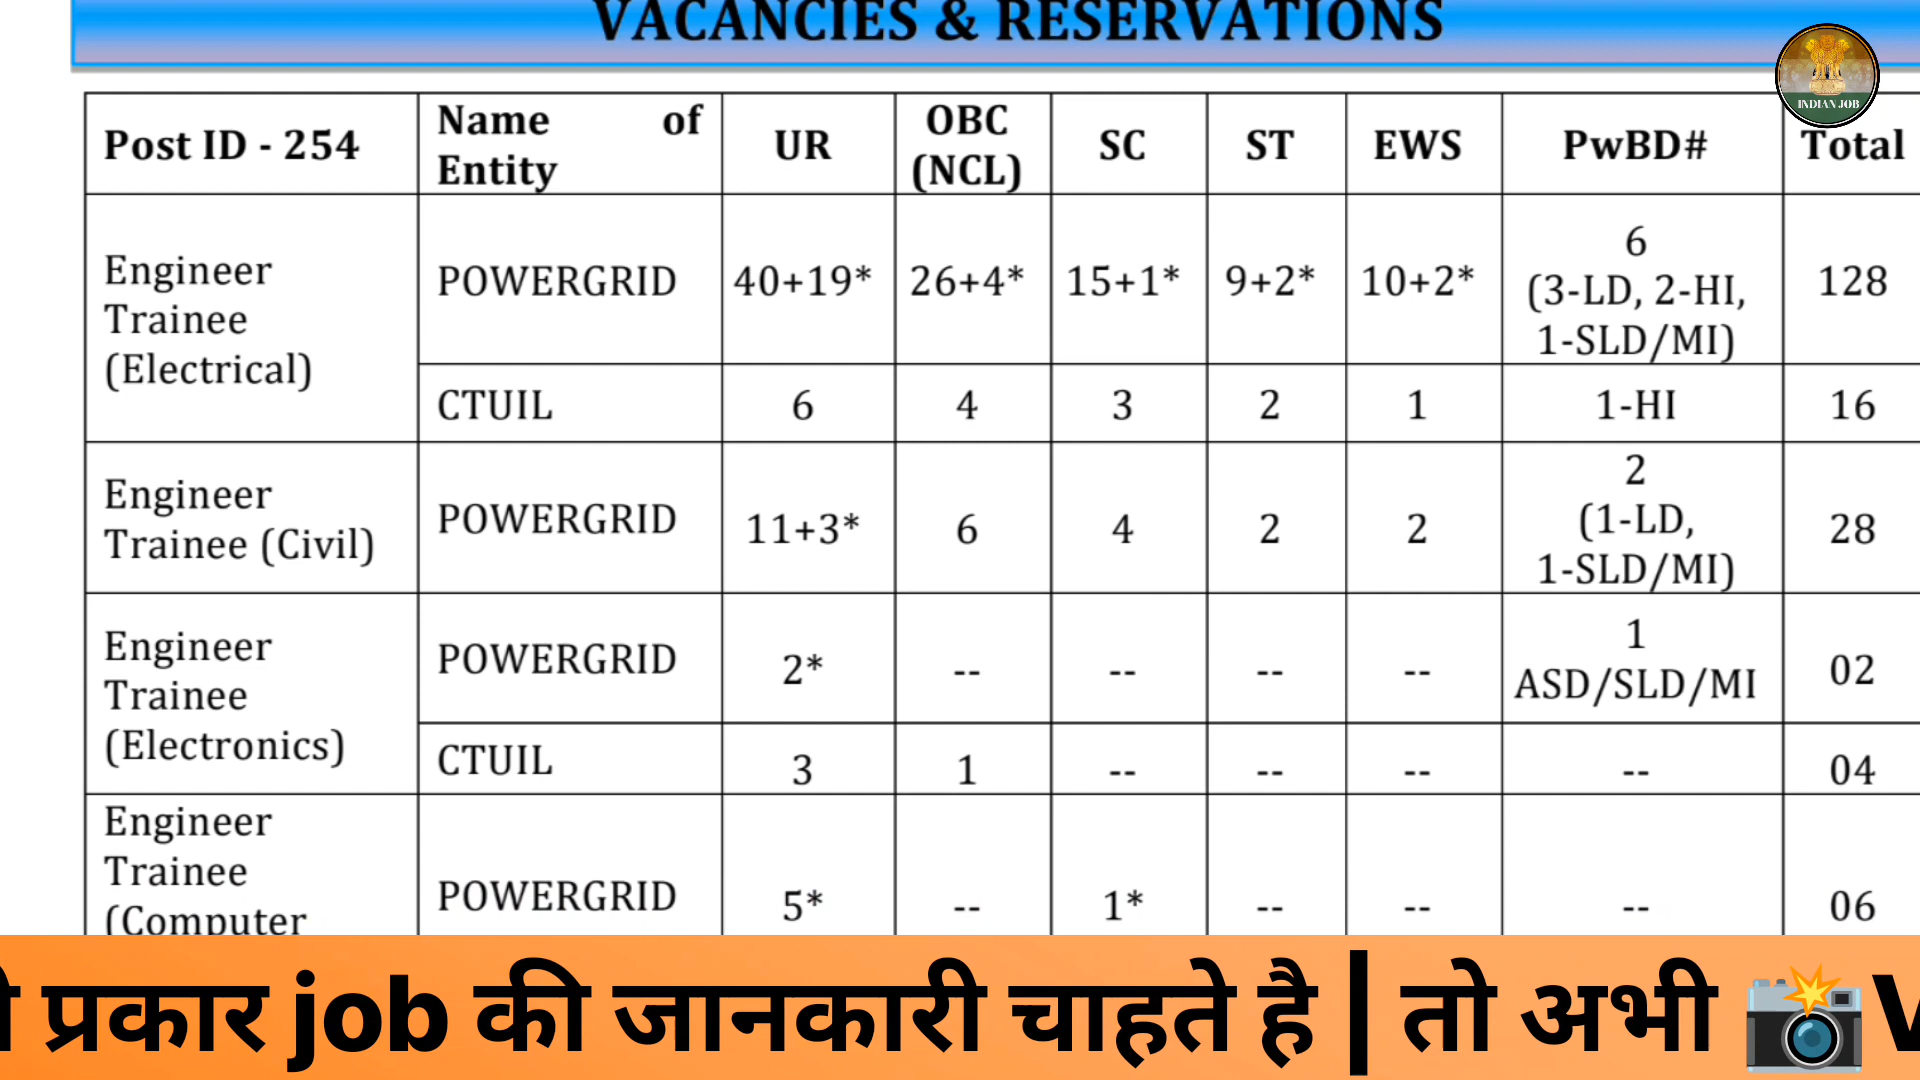 VACANCIES & RESERVATIONS
INDIAN JOB
Post ID - 254 Name of Entity UR OBC (NCL) SC ST EWS PwBD# Total
Engineer Trainee (Electrical) POWERGRID 40+19* 26+4* 15+1* 9+2* 10+2* 6 (3-LD, 2-HI, 1-SLD/MI) 128
CTUIL 6 4 3 2 1 1-HI 16
Engineer Trainee (Civil) POWERGRID 11+3* 6 4 2 2 2 (1-LD, 1-SLD/MI) 28
Engineer Trainee (Electronics) POWERGRID 2* -- -- -- -- 1 ASD/SLD/MI 02
CTUIL 3 1 -- -- -- -- 04
Engineer Trainee (Computer POWERGRID 5* -- 1* -- -- -- 06
प्रकार job की जानकारी चाहते है | तो अभी